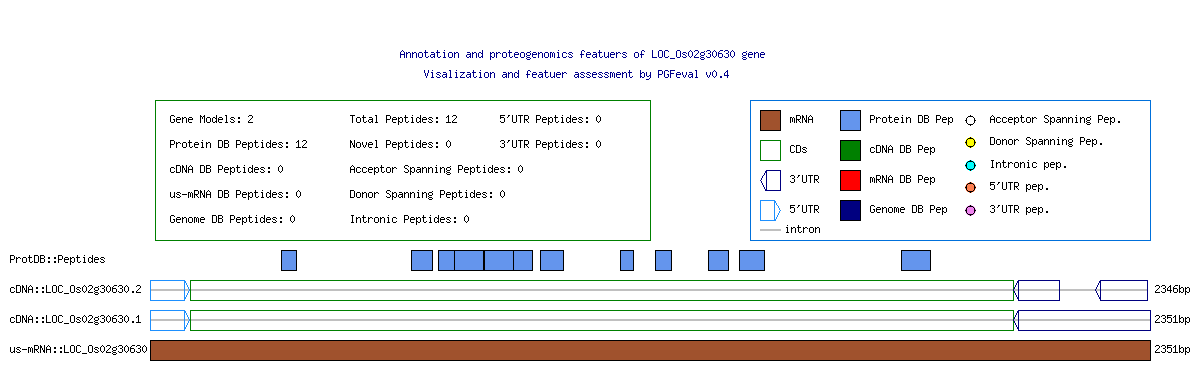 Annotation and proteogenomics featuers of LOC_Os02g30630 gene
Visalization and featuer assessment by PGFeval v0.4
Gene Models: 2 Total Peptides: 12 5'UTR Peptides: 0
Protein DB Peptides: 12 Novel Peptides: 0 3'UTR Peptides: 0
cDNA DB Peptides: 0 Acceptor Spanning Peptides: 0
us-mRNA DB Peptides: 0 Donor Spanning Peptides: 0
Genome DB Peptides: 0 Intronic Peptides: 0
mRNA Protein DB Pep Acceptor Spanning Pep.
CDs cDNA DB Pep Donor Spanning Pep.
3'UTR mRNA DB Pep Intronic pep.
5'UTR Genome DB Pep 5'UTR pep.
intron 3'UTR pep.
ProtDB::Peptides
cDNA::LOC_Os02g30630.2 2346bp
cDNA::LOC_Os02g30630.1 2351bp
us-mRNA::LOC_Os02g30630 2351bp